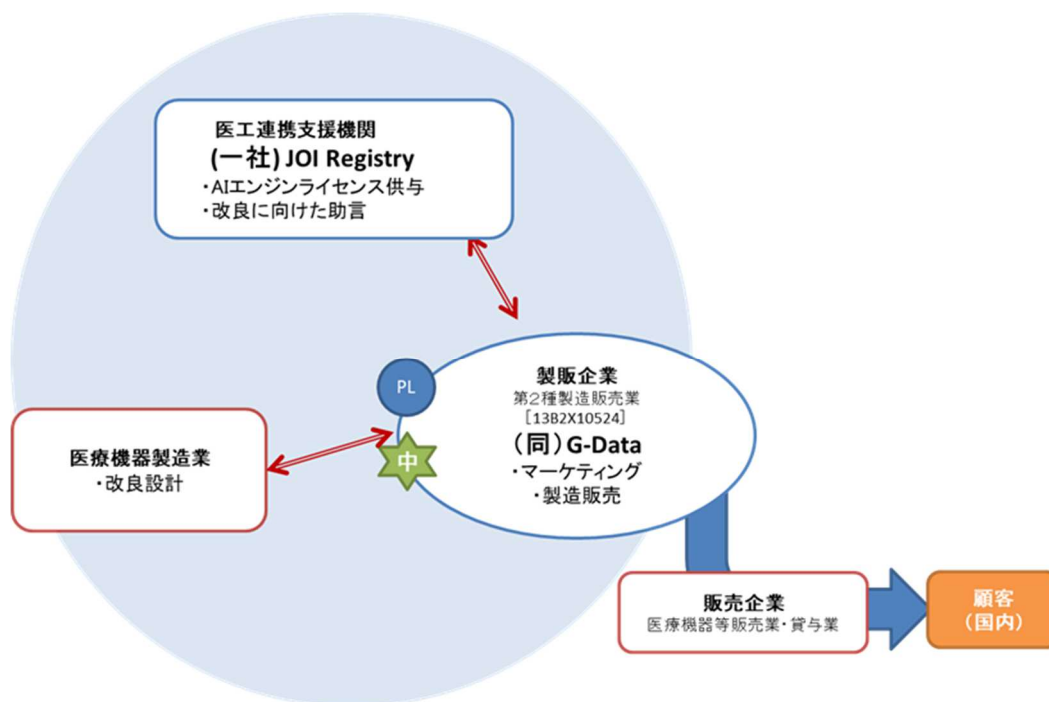 医工連携支援機関
(一社) JOI Registry
・AIエンジンライセンス供与
・改良に向けた助言
PL
製販企業
第2種製造販売業
[13B2X10524]
(同) G-Data
・マーケティング
・製造販売
中
医療機器製造業
・改良設計
販売企業
医療機器等販売業・貸与業
顧客
(国内)